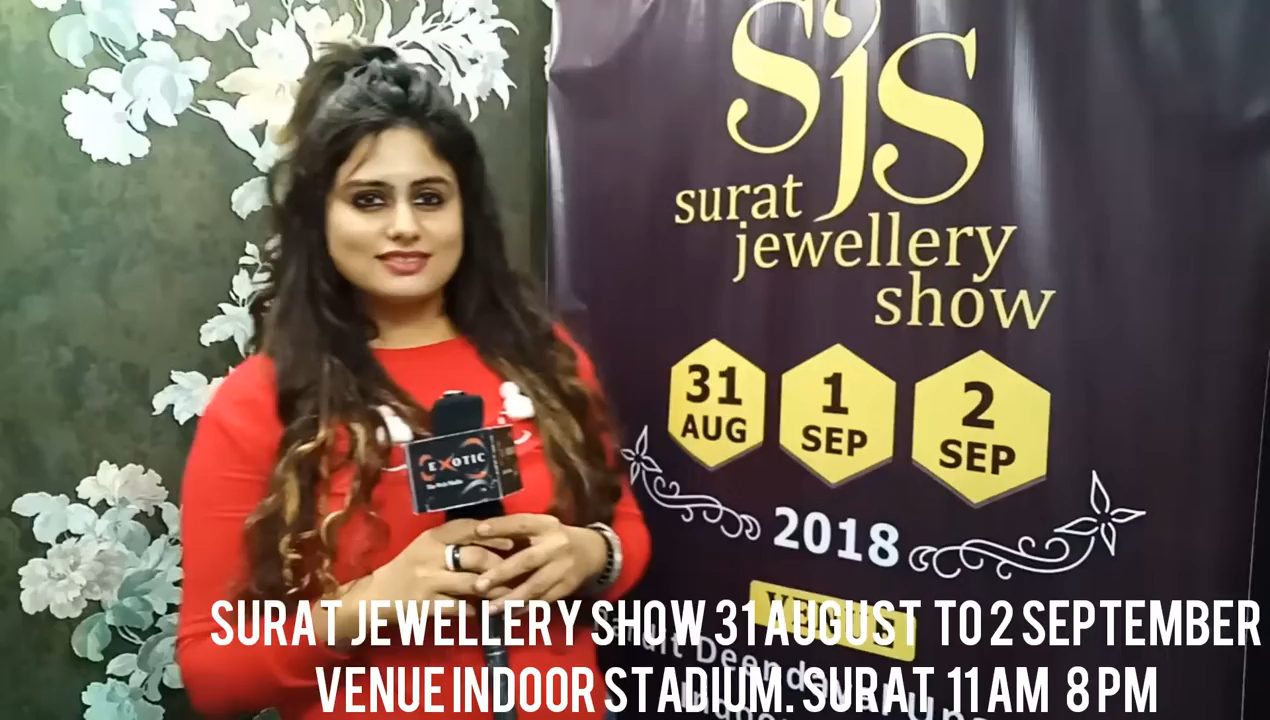 SJS
surat
jewellery
show
31 AUG
1 SEP
2 SEP
2018
VENUE
EXOTIC
SURAT JEWELLERY SHOW 31 AUGUST TO 2 SEPTEMBER
VENUE INDOOR STADIUM. SURAT 11 AM 8 PM